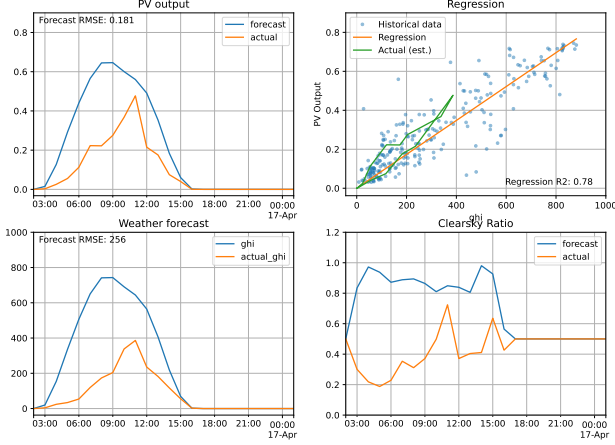 PV output
Forecast RMSE: 0.181
forecast
actual
0.8
0.6
0.4
0.2
0.0
03:00 06:00 09:00 12:00 15:00 18:00 21:00 00:00
17-Apr
Regression
Historical data
Regression
Actual (est.)
PV Output
0.8
0.6
0.4
0.2
0.0
Regression R2: 0.78
0 200 400 600 800 1000
ghi
Weather forecast
Forecast RMSE: 256
ghi
actual_ghi
1000
800
600
400
200
0
03:00 06:00 09:00 12:00 15:00 18:00 21:00 00:00
17-Apr
Clearsky Ratio
forecast
actual
1.2
1.0
0.8
0.6
0.4
0.2
0.0
03:00 06:00 09:00 12:00 15:00 18:00 21:00 00:00
17-Apr